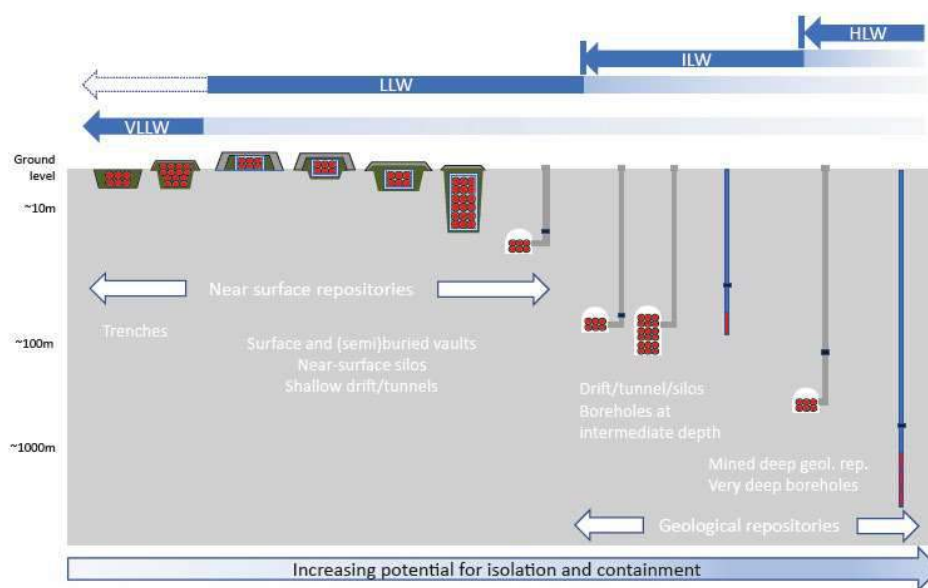 HLW
ILW
LLW
VLLW
Ground
level
~10m
~100m
~1000m
Near surface repositories
Trenches
Surface and (semi)buried vaults
Near-surface silos
Shallow drift/tunnels
Drift/tunnel/silos
Boreholes at
intermediate depth
Mined deep geol. rep.
Very deep boreholes
Geological repositories
Increasing potential for isolation and containment